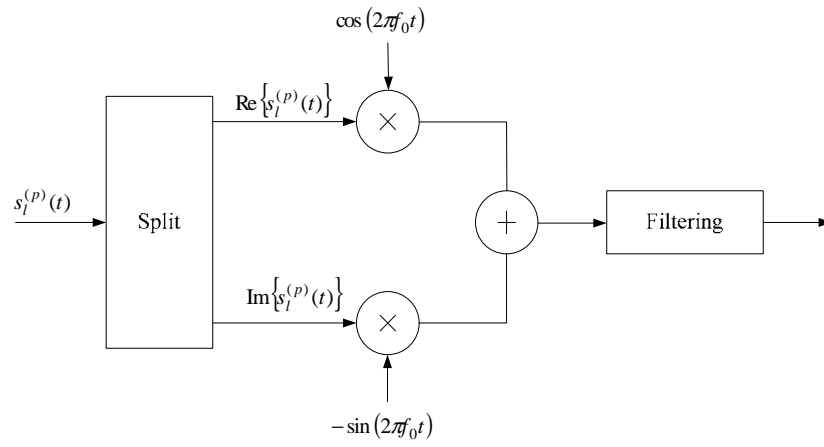 cos(2πf₀t)
Re{s_l^(p)(t)}
×
s_l^(p)(t)
Split
+
Filtering
Im{s_l^(p)(t)}
×
−sin(2πf₀t)